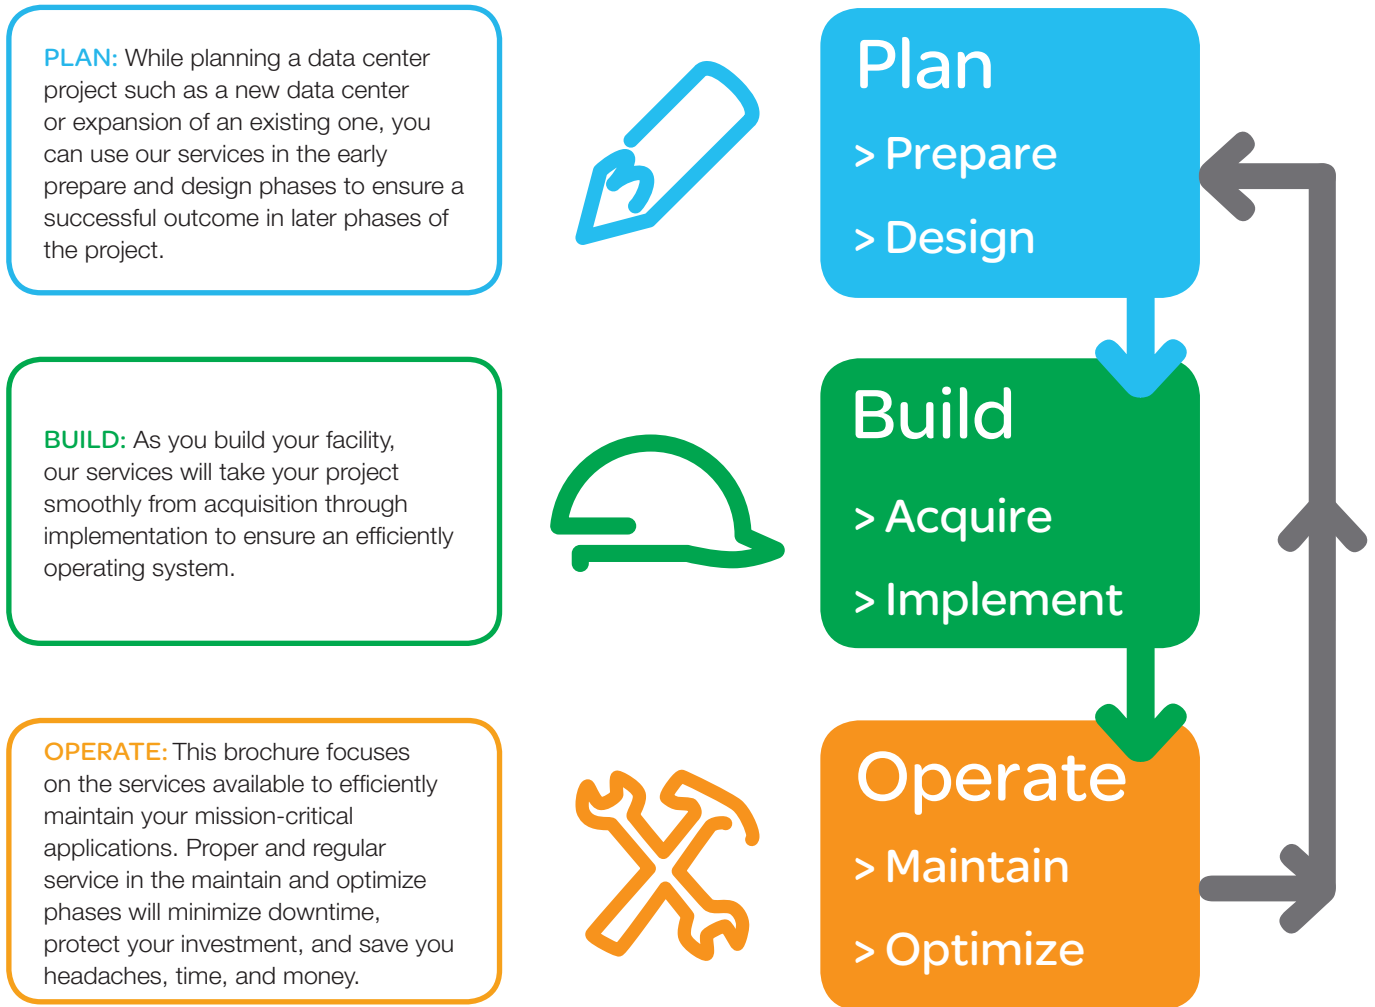 PLAN: While planning a data center
project such as a new data center
or expansion of an existing one, you
can use our services in the early
prepare and design phases to ensure a
successful outcome in later phases of
the project.
Plan
> Prepare
> Design
BUILD: As you build your facility,
our services will take your project
smoothly from acquisition through
implementation to ensure an efficiently
operating system.
Build
> Acquire
> Implement
OPERATE: This brochure focuses
on the services available to efficiently
maintain your mission-critical
applications. Proper and regular
service in the maintain and optimize
phases will minimize downtime,
protect your investment, and save you
headaches, time, and money.
Operate
> Maintain
> Optimize